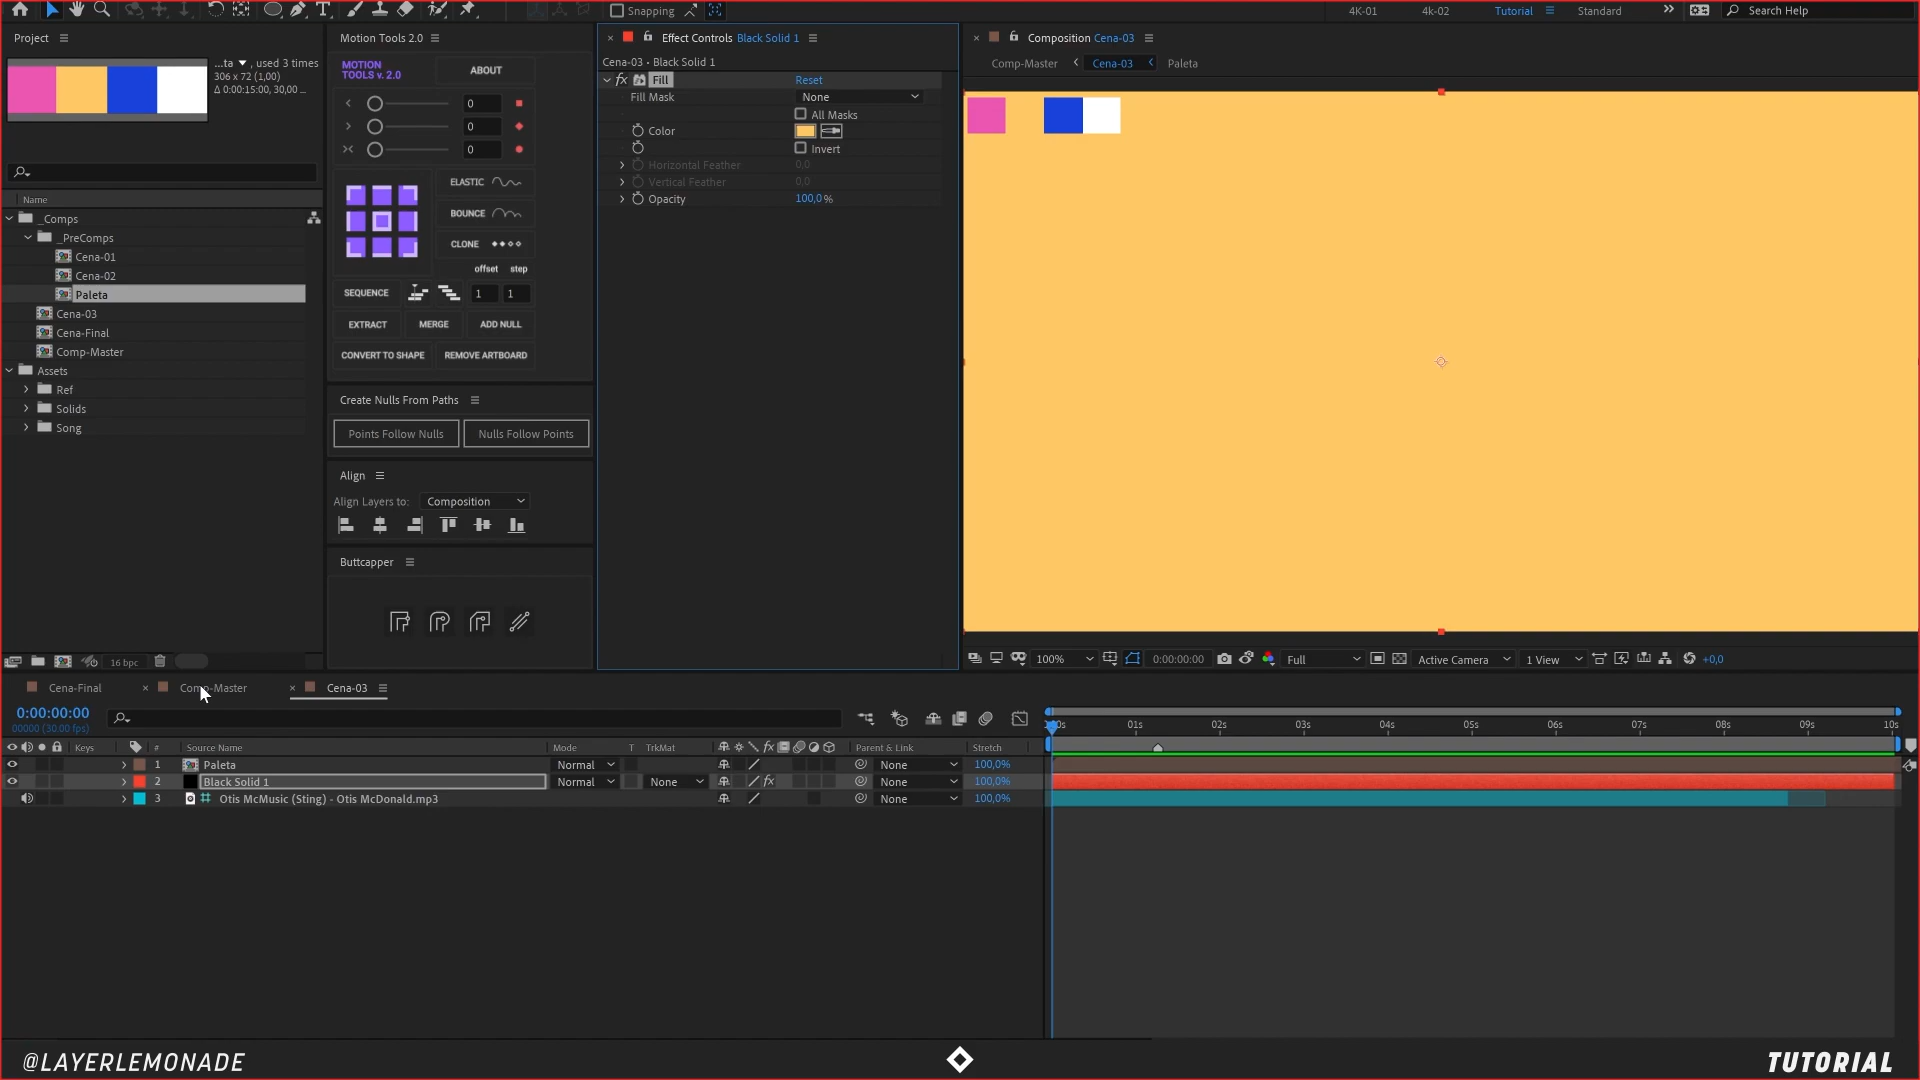 Snapping
4K-01
4k-02
Tutorial
Standard
Search Help
Project
...ta ▼, used 3 times
306 x 72 (1,00)
Δ 0:00:15:00, 30,00 ...
Name
_Comps
_PreComps
Cena-01
Cena-02
Paleta
Cena-03
Cena-Final
Comp-Master
Assets
Ref
Solids
Song
16 bpc
Motion Tools 2.0
MOTION
TOOLS v. 2.0
ABOUT
0
0
0
ELASTIC
BOUNCE
CLONE
offset step
SEQUENCE
1 1
EXTRACT MERGE ADD NULL
CONVERT TO SHAPE REMOVE ARTBOARD
Create Nulls From Paths
Points Follow Nulls Nulls Follow Points
Align
Align Layers to: Composition
Buttcapper
Effect Controls Black Solid 1
Cena-03 • Black Solid 1
fx Fill Reset
Fill Mask None
All Masks
Color
Invert
Horizontal Feather 0,0
Vertical Feather 0,0
Opacity 100,0 %
Composition Cena-03
Comp-Master Cena-03 Paleta
100% 0:00:00:00 Full Active Camera 1 View +0,0
Cena-Final Comp-Master Cena-03
0:00:00:00
00000 (30.00 fps)
01s 02s 03s 04s 05s 06s 07s 08s 09s 10s
Keys # Source Name Mode T TrkMat fx Parent & Link Stretch
1 Paleta Normal None 100,0%
2 Black Solid 1 Normal None fx None 100,0%
3 Otis McMusic (Sting) - Otis McDonald.mp3 None 100,0%
@LAYERLEMONADE
TUTORIAL